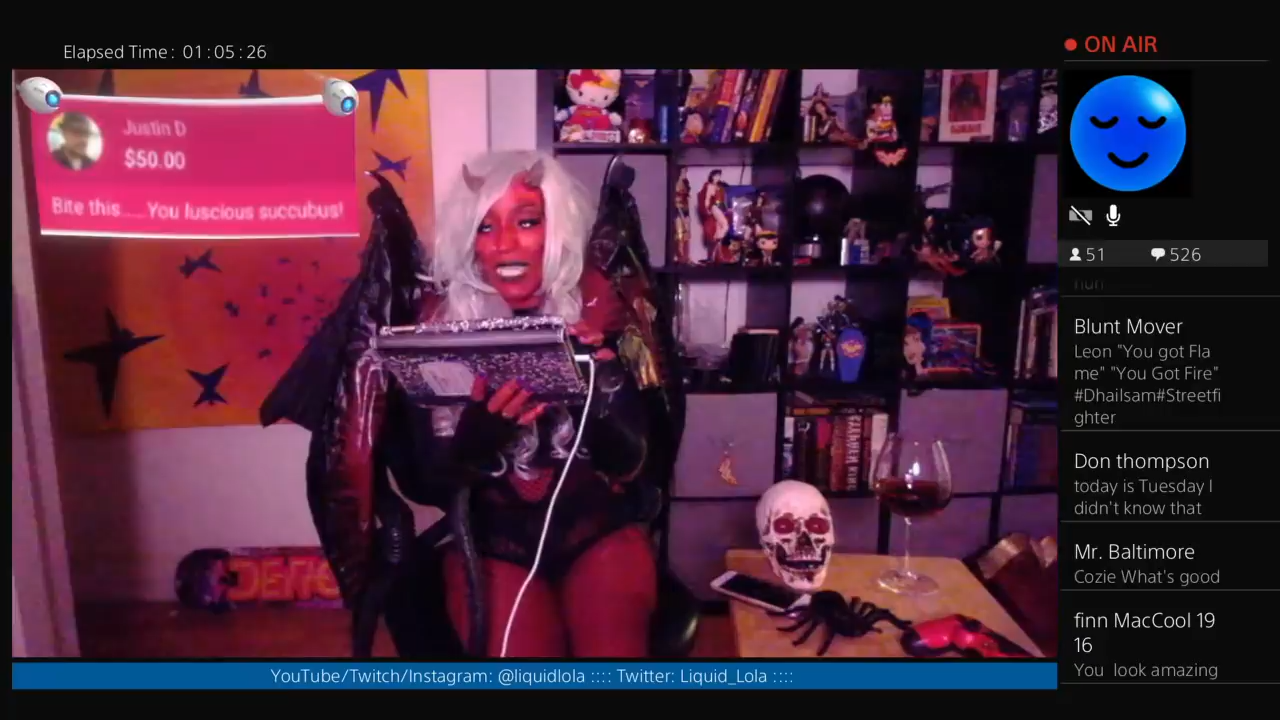 Elapsed Time: 01:05:26
ON AIR
Justin D
$50.00
Bite this.....You luscious succubus!
51 526
Blunt Mover
Leon "You got Fla
me" "You Got Fire"
#Dhailsam#Streetfi
ghter
Don thompson
today is Tuesday I
didn't know that
Mr. Baltimore
Cozie What's good
finn MacCool 19
16
You look amazing
YouTube/Twitch/Instagram: @liquidlola :::: Twitter: Liquid_Lola ::::